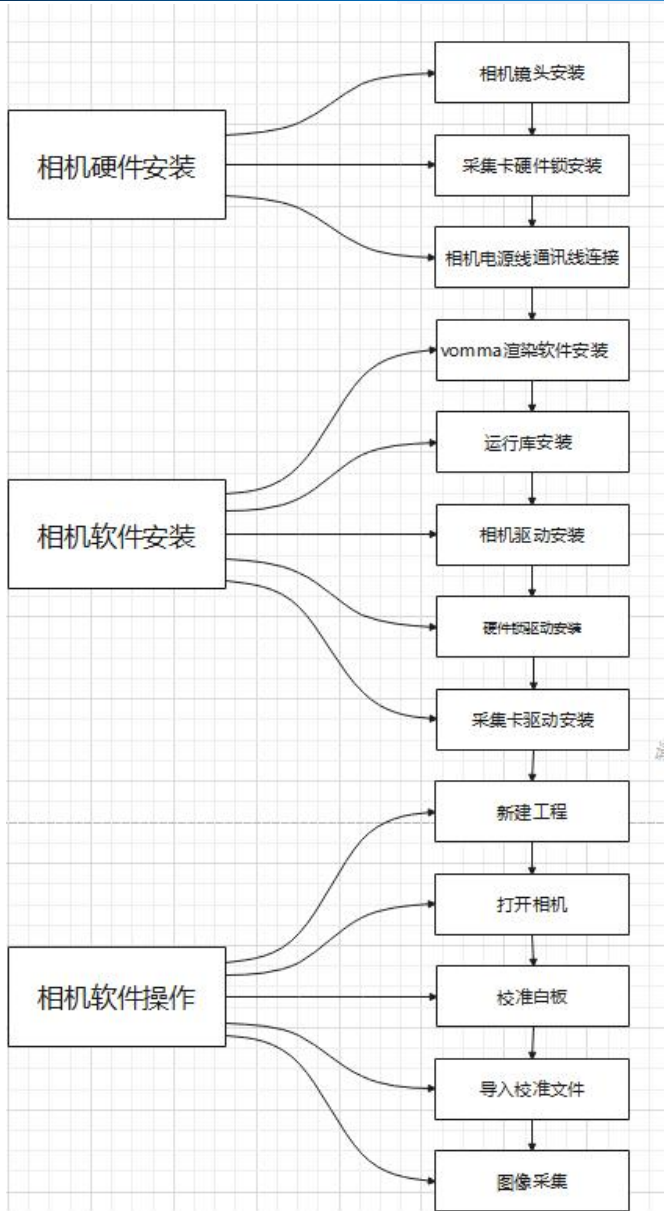 相机硬件安装
相机镜头安装
采集卡硬件锁安装
相机电源线通讯线连接
相机软件安装
vomma渲染软件安装
运行库安装
相机驱动安装
硬件锁驱动安装
采集卡驱动安装
相机软件操作
新建工程
打开相机
校准白板
导入校准文件
图像采集